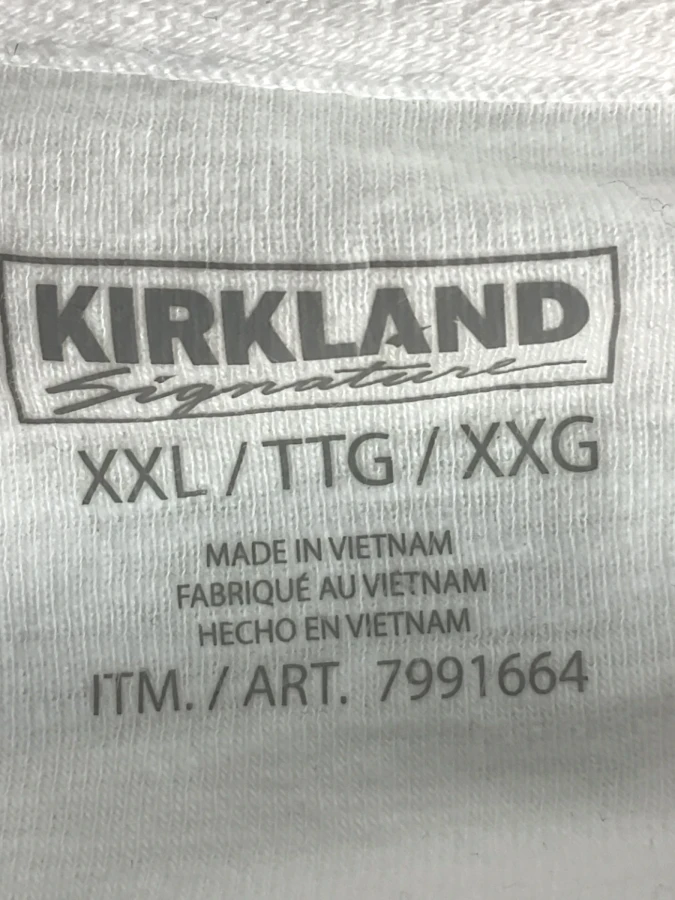 KIRKLAND
Signature
XXL / TTG / XXG
MADE IN VIETNAM
FABRIQUÉ AU VIETNAM
HECHO EN VIETNAM
ITM. / ART. 7991664